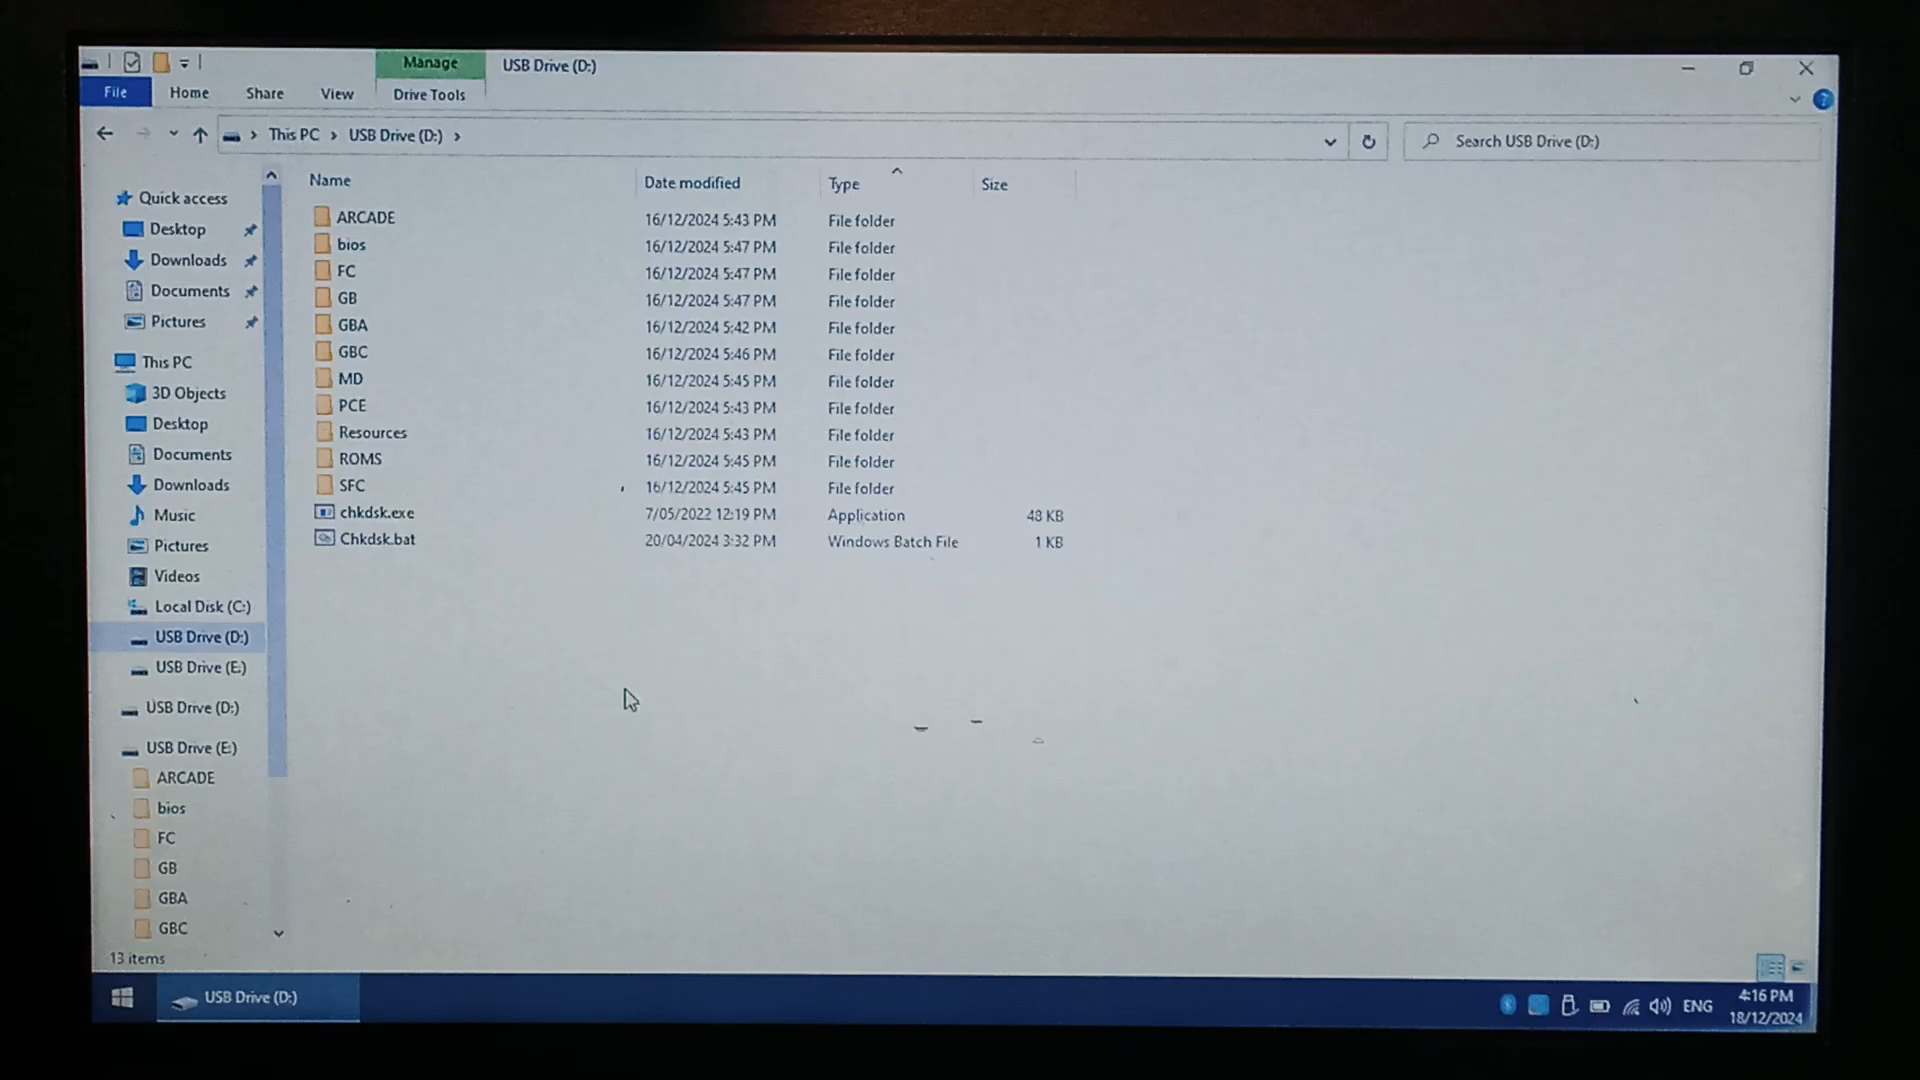 Manage USB Drive (D:)
File Home Share View Drive Tools
This PC USB Drive (D:) Search USB Drive (D:)
Name Date modified Type Size
Quick access
Desktop
Downloads
Documents
Pictures
This PC
3D Objects
Desktop
Documents
Downloads
Music
Pictures
Videos
Local Disk (C:)
USB Drive (D:)
USB Drive (E:)
USB Drive (D:)
USB Drive (E:)
ARCADE
bios
FC
GB
GBA
GBC
ARCADE 16/12/2024 5:43 PM File folder
bios 16/12/2024 5:47 PM File folder
FC 16/12/2024 5:47 PM File folder
GB 16/12/2024 5:47 PM File folder
GBA 16/12/2024 5:42 PM File folder
GBC 16/12/2024 5:46 PM File folder
MD 16/12/2024 5:45 PM File folder
PCE 16/12/2024 5:43 PM File folder
Resources 16/12/2024 5:43 PM File folder
ROMS 16/12/2024 5:45 PM File folder
SFC 16/12/2024 5:45 PM File folder
chkdsk.exe 7/05/2022 12:19 PM Application 48 KB
Chkdsk.bat 20/04/2024 3:32 PM Windows Batch File 1 KB
13 items
USB Drive (D:) ENG 4:16 PM
18/12/2024